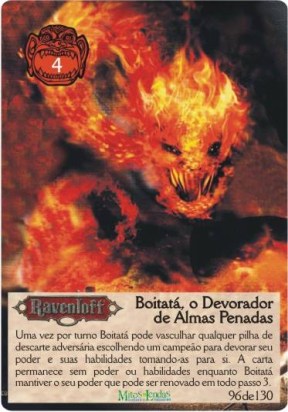 4
Ravenloft
Boitatá, o Devorador
de Almas Penadas
Uma vez por turno Boitatá pode vasculhar qualquer pilha de
descarte adversária escolhendo um campeão para devorar seu
poder e suas habilidades tomando-as para si. A carta
permanece sem poder ou habilidades enquanto Boitatá
mantiver o seu poder que pode ser renovado em todo passo 3.
Mitos e Lendas
96 de 130